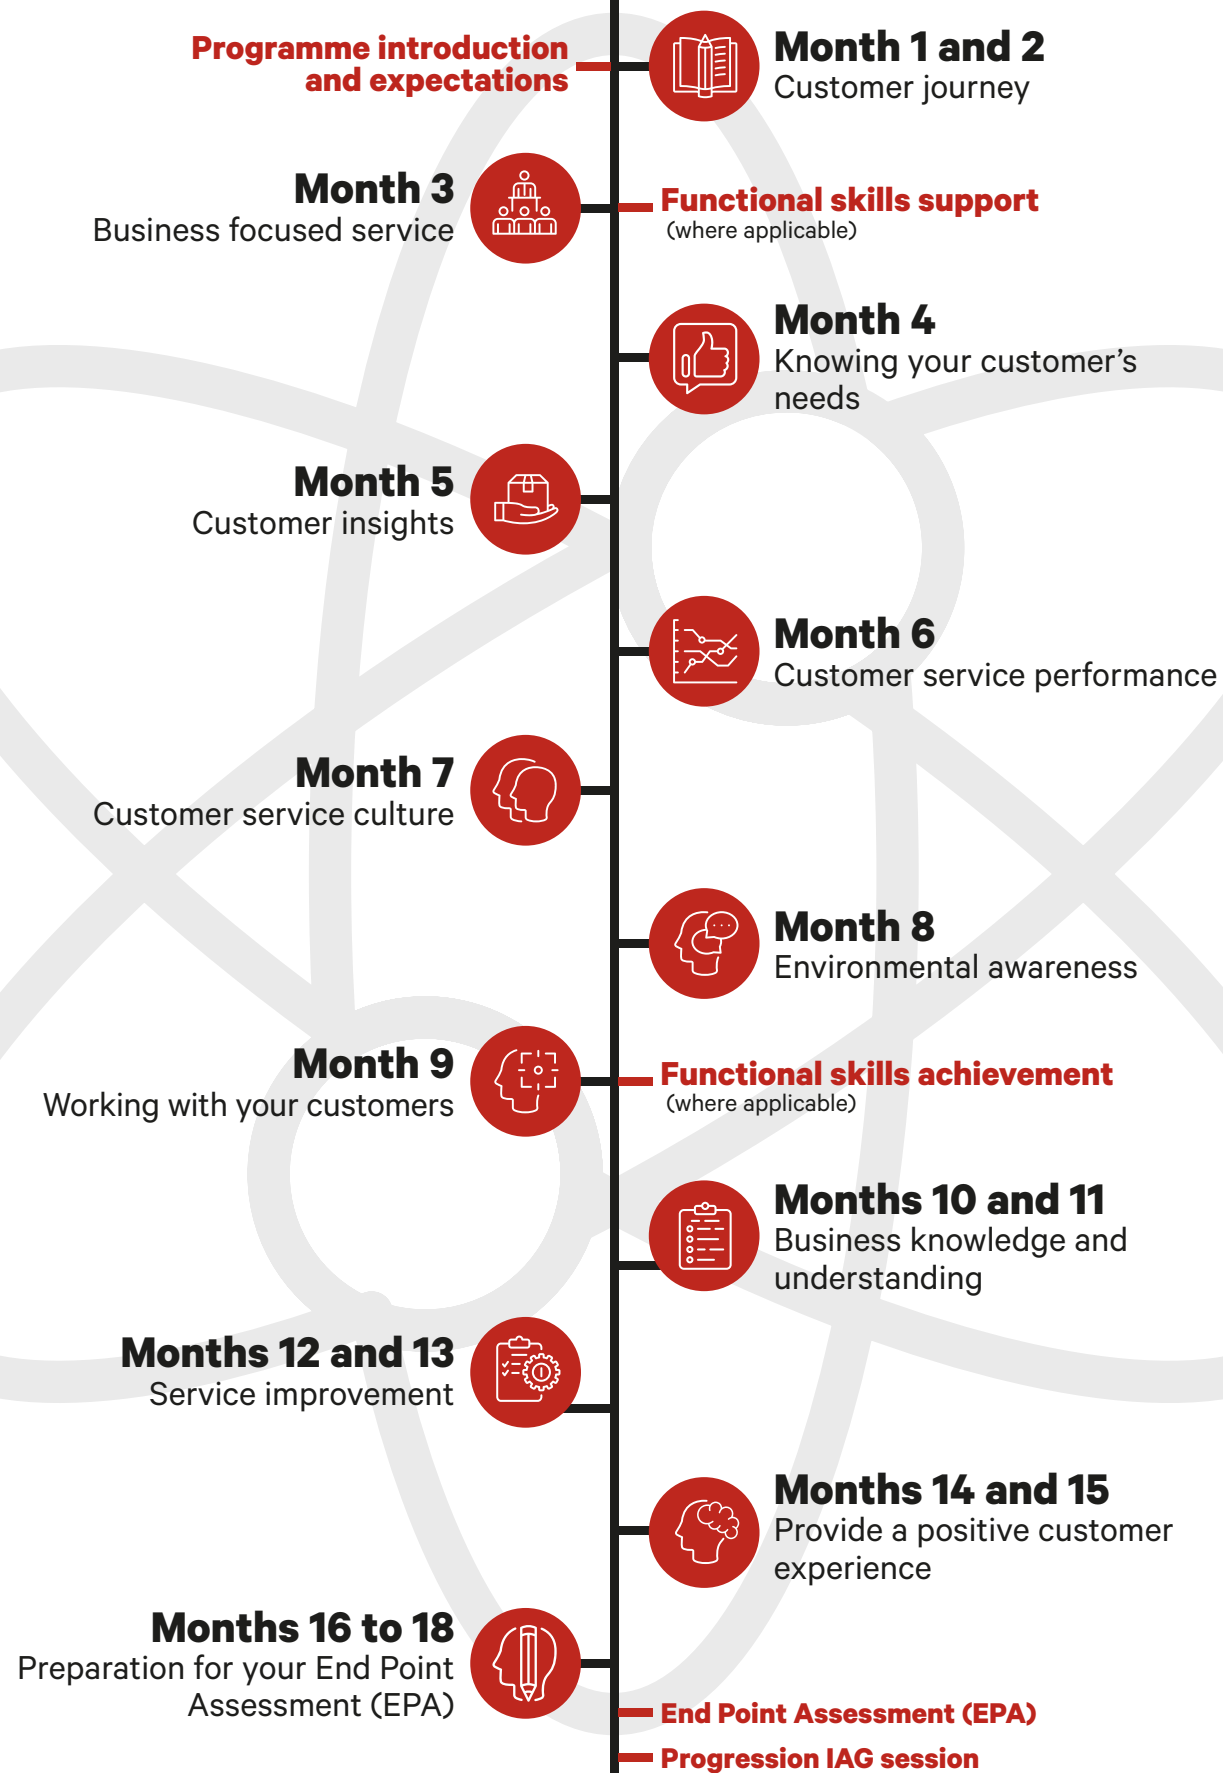 Programme introduction
and expectations
Month 1 and 2
Customer journey
Month 3
Business focused service
Functional skills support
(where applicable)
Month 4
Knowing your customer’s
needs
Month 5
Customer insights
Month 6
Customer service performance
Month 7
Customer service culture
Month 8
Environmental awareness
Month 9
Working with your customers
Functional skills achievement
(where applicable)
Months 10 and 11
Business knowledge and
understanding
Months 12 and 13
Service improvement
Months 14 and 15
Provide a positive customer
experience
Months 16 to 18
Preparation for your End Point
Assessment (EPA)
End Point Assessment (EPA)
Progression IAG session